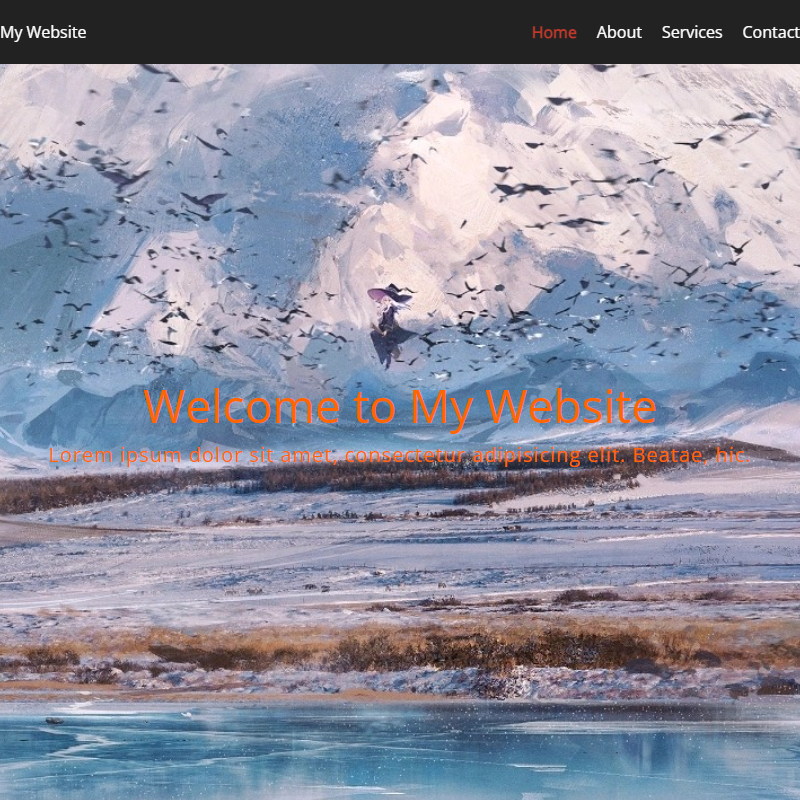 My Website
Home About Services Contact
Welcome to My Website
Lorem ipsum dolor sit amet, consectetur adipisicing elit. Beatae, hic.